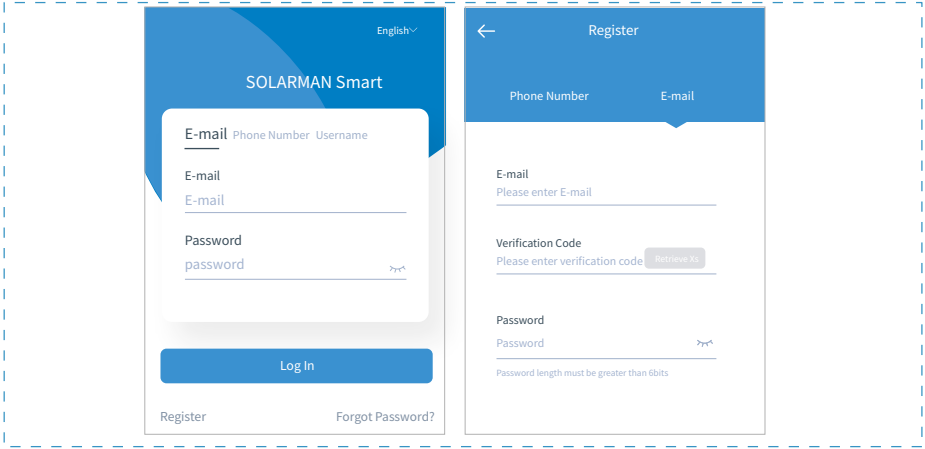 English
SOLARMAN Smart
E-mail Phone Number Username
E-mail
E-mail
Password
password
Log In
Register Forgot Password?
Register
Phone Number E-mail
E-mail
Please enter E-mail
Verification Code
Please enter verification code Retrieve Xs
Password
Password
Password length must be greater than 6bits